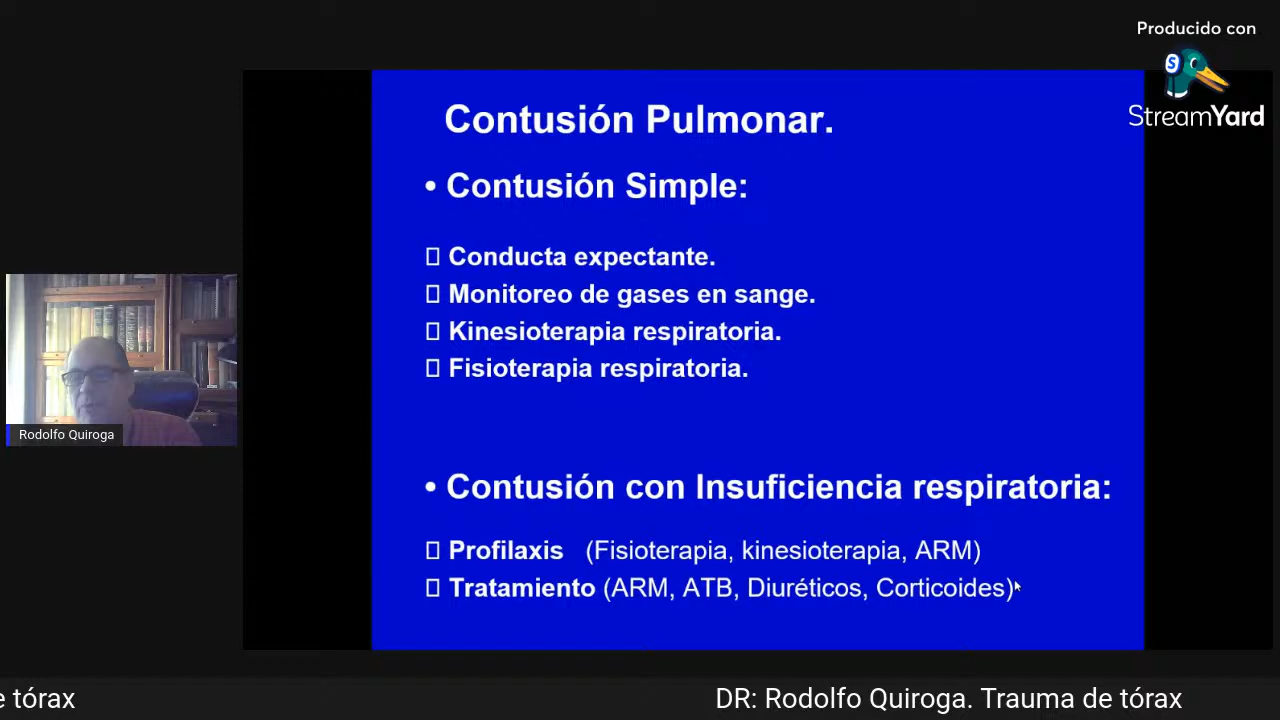 Producido con
StreamYard
Contusión Pulmonar.
• Contusión Simple:
Conducta expectante.
Monitoreo de gases en sange.
Kinesioterapia respiratoria.
Fisioterapia respiratoria.
• Contusión con Insuficiencia respiratoria:
Profilaxis (Fisioterapia, kinesioterapia, ARM)
Tratamiento (ARM, ATB, Diuréticos, Corticoides)
Rodolfo Quiroga
e tórax DR: Rodolfo Quiroga. Trauma de tórax